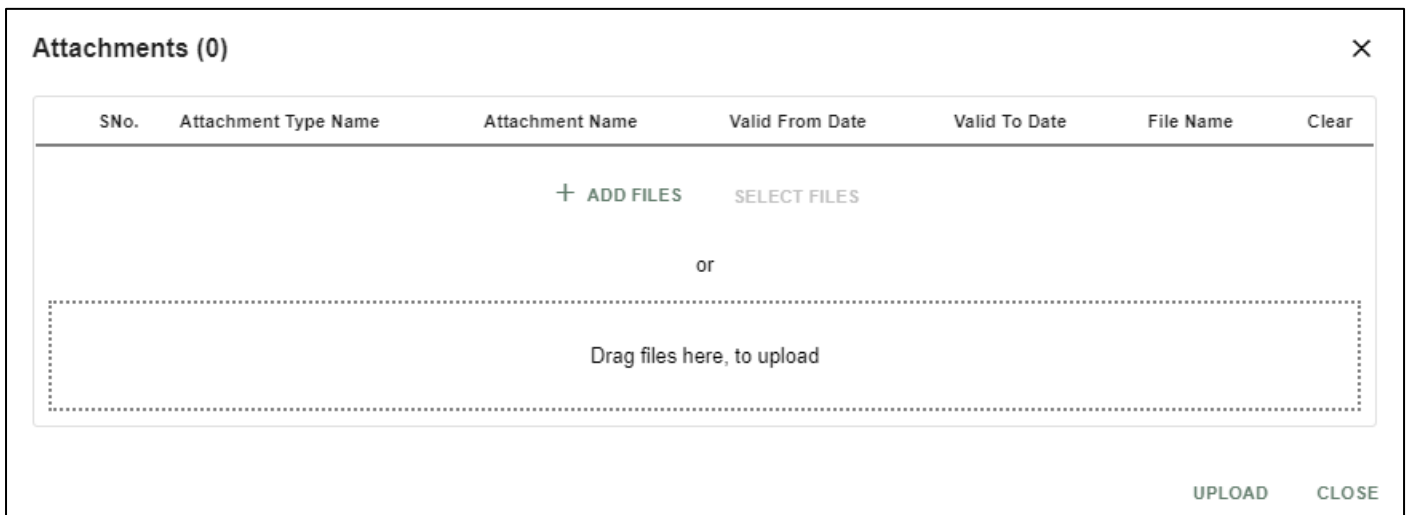 Attachments (0)
SNo. Attachment Type Name Attachment Name Valid From Date Valid To Date File Name Clear
+ ADD FILES SELECT FILES
or
Drag files here, to upload
UPLOAD CLOSE